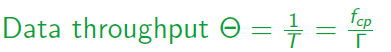 Data throughput Θ = 1/T = f_cp/Γ